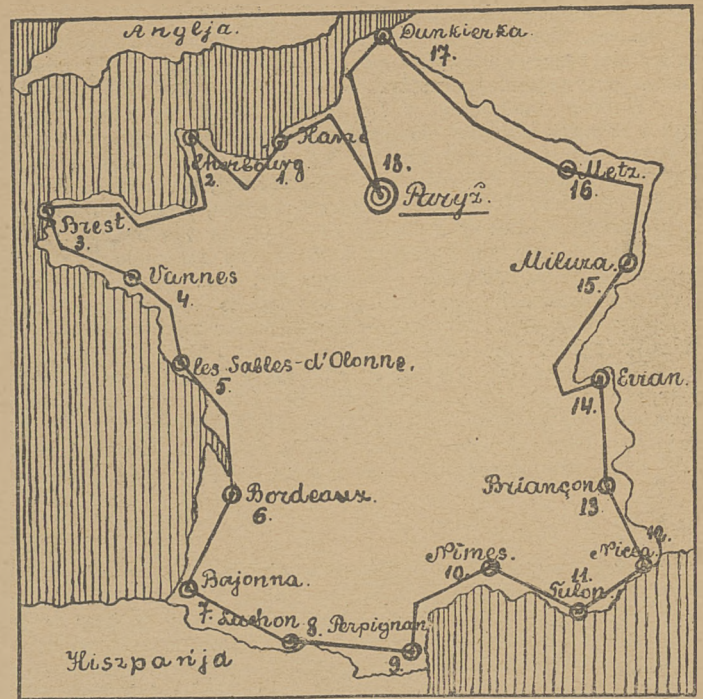 Anglja.
Dunkierka.
17.
Havre
1.
Cherbourg.
2.
18.
Paryż.
Metz.
16.
Brest.
3.
Vannes
4.
Miluza.
15.
les Sables-d'Olonne.
5.
Evian.
14.
Bordeaux.
6.
Briançon
13
Nîmes.
10.
Nicea.
12.
11.
Tulon.
Bajonna.
7.
Luchon
8.
Perpignan
9.
Hiszpańja